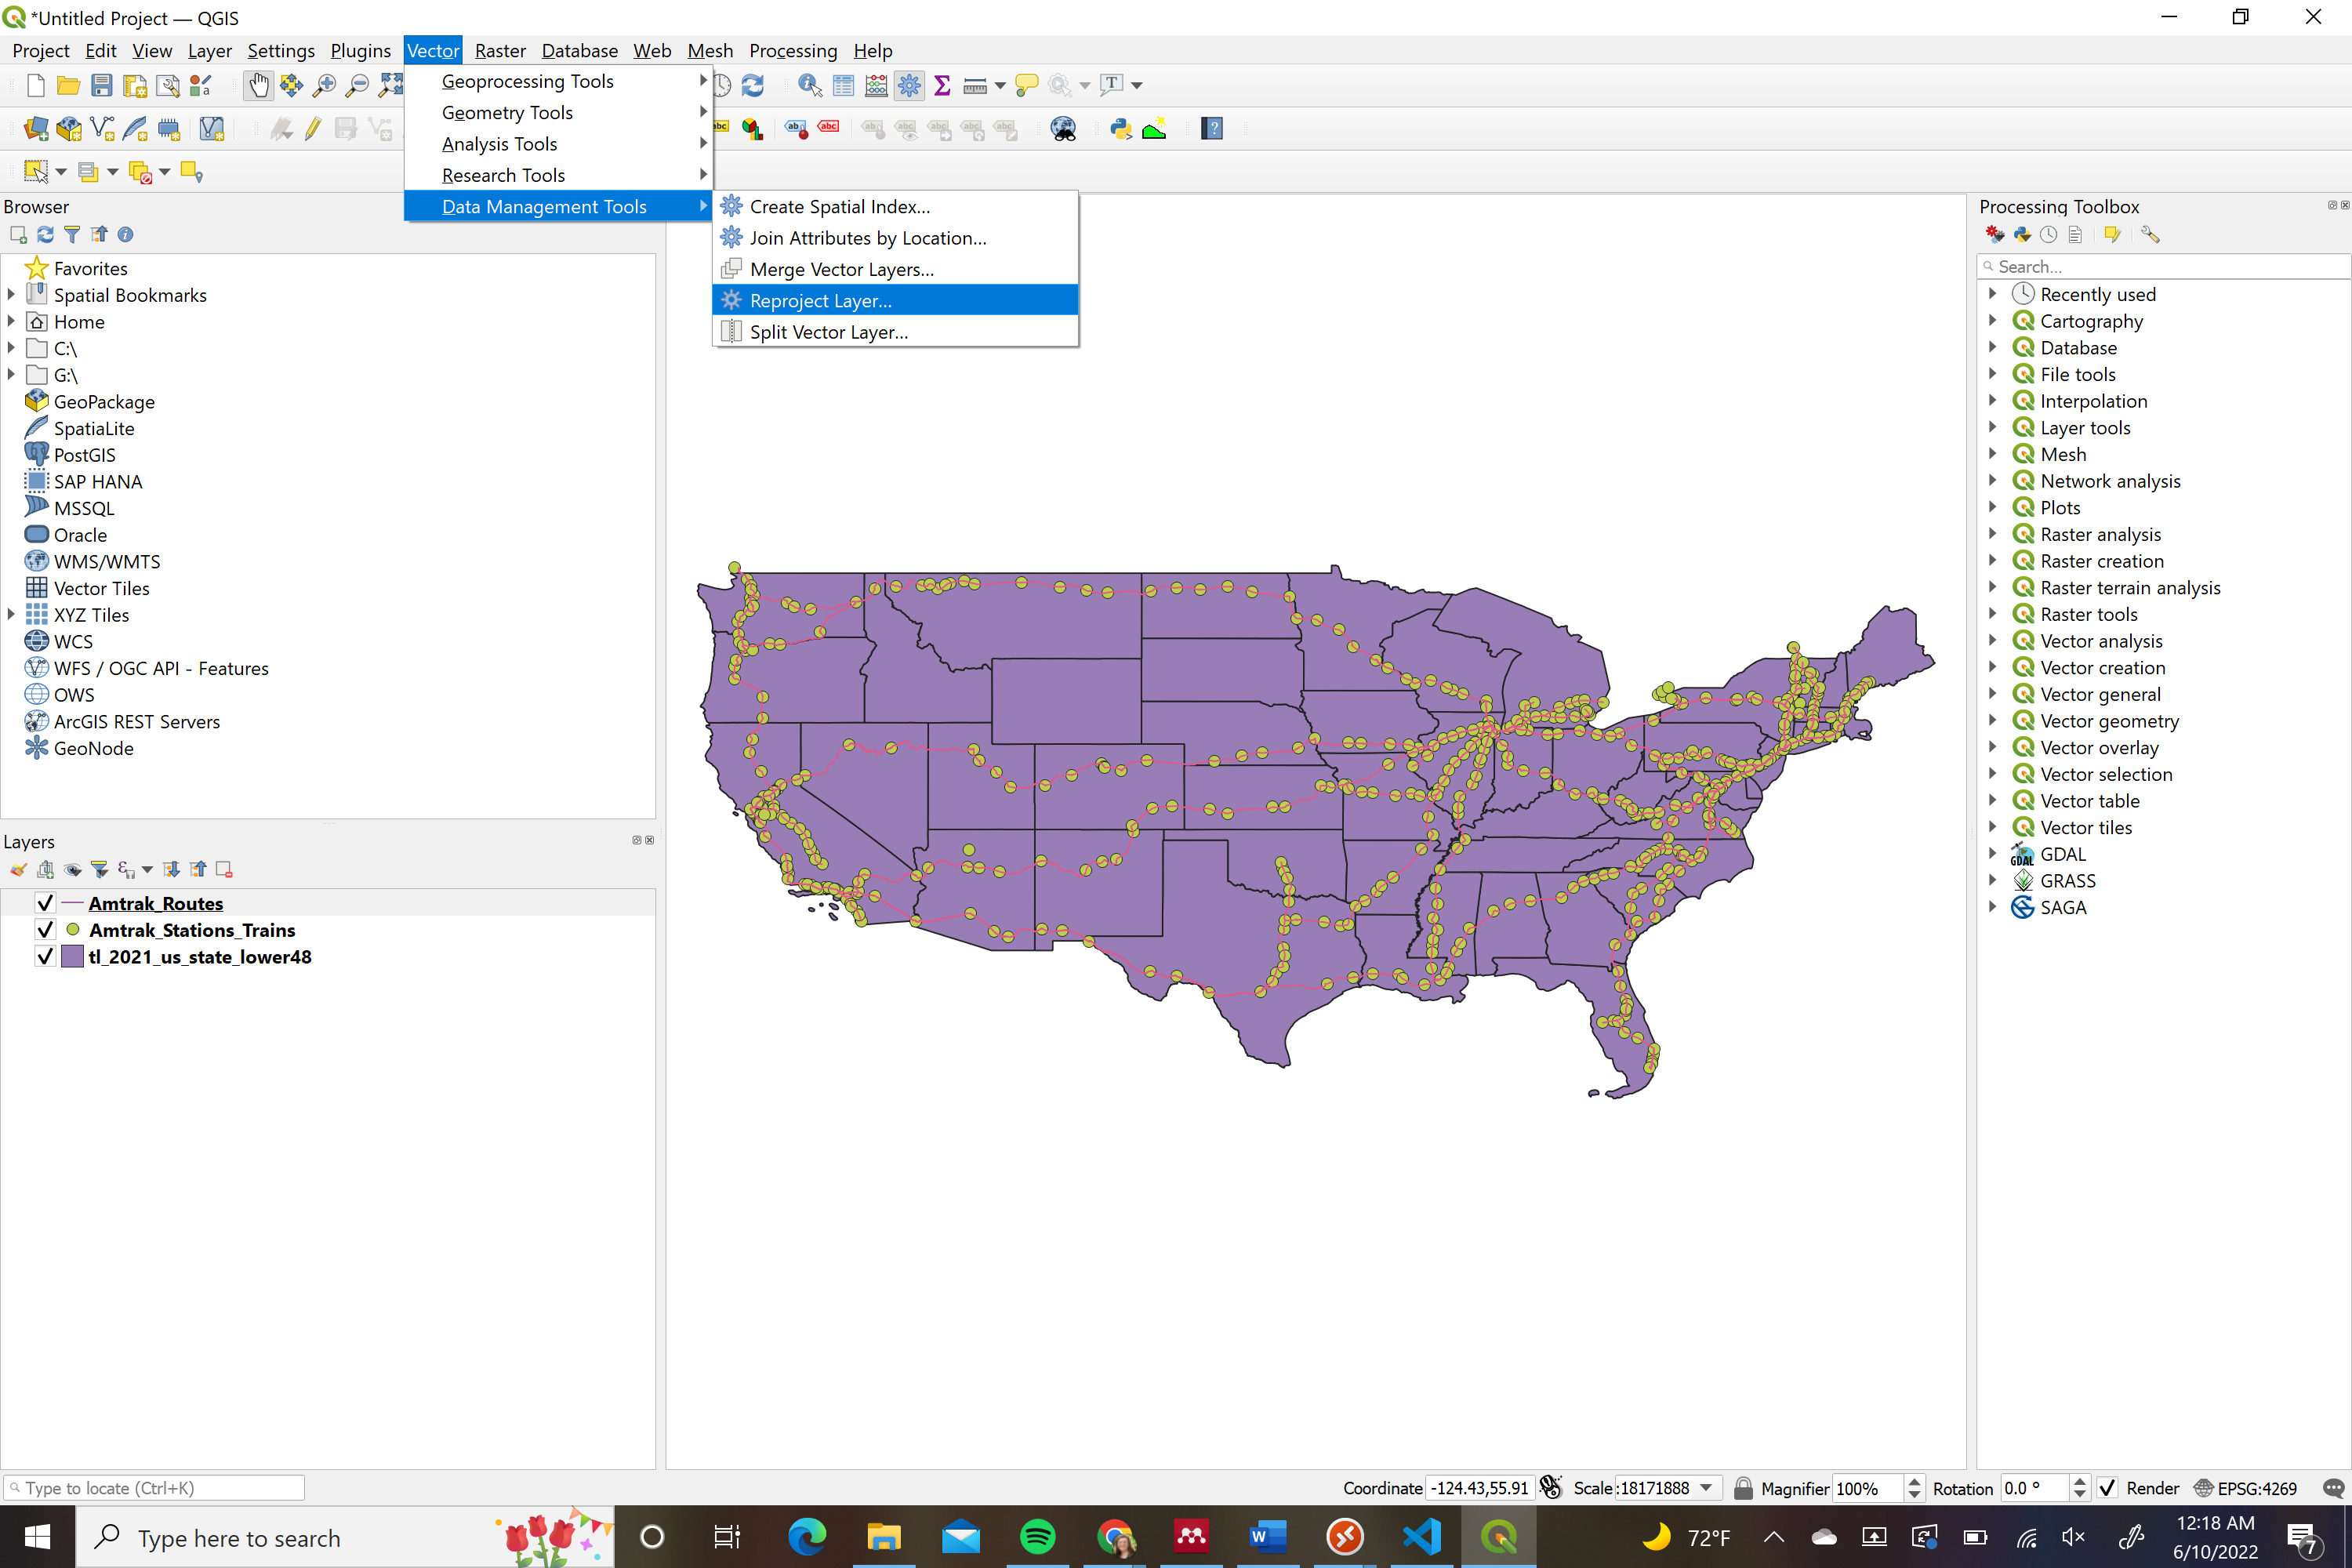 *Untitled Project — QGIS
Project Edit View Layer Settings Plugins Vector Raster Database Web Mesh Processing Help
Geoprocessing Tools
Geometry Tools
Analysis Tools
Research Tools
Data Management Tools
Create Spatial Index...
Join Attributes by Location...
Merge Vector Layers...
Reproject Layer...
Split Vector Layer...
Browser
Favorites
Spatial Bookmarks
Home
C:\
G:\
GeoPackage
SpatiaLite
PostGIS
SAP HANA
MSSQL
Oracle
WMS/WMTS
Vector Tiles
XYZ Tiles
WCS
WFS / OGC API - Features
OWS
ArcGIS REST Servers
GeoNode
Layers
Amtrak_Routes
Amtrak_Stations_Trains
tl_2021_us_state_lower48
Processing Toolbox
Search...
Recently used
Cartography
Database
File tools
Interpolation
Layer tools
Mesh
Network analysis
Plots
Raster analysis
Raster creation
Raster terrain analysis
Raster tools
Vector analysis
Vector creation
Vector general
Vector geometry
Vector overlay
Vector selection
Vector table
Vector tiles
GDAL
GRASS
SAGA
Type to locate (Ctrl+K)
Coordinate -124.43,55.91 Scale :18171888 Magnifier 100% Rotation 0.0 ° Render EPSG:4269
Type here to search
72°F
12:18 AM
6/10/2022
7